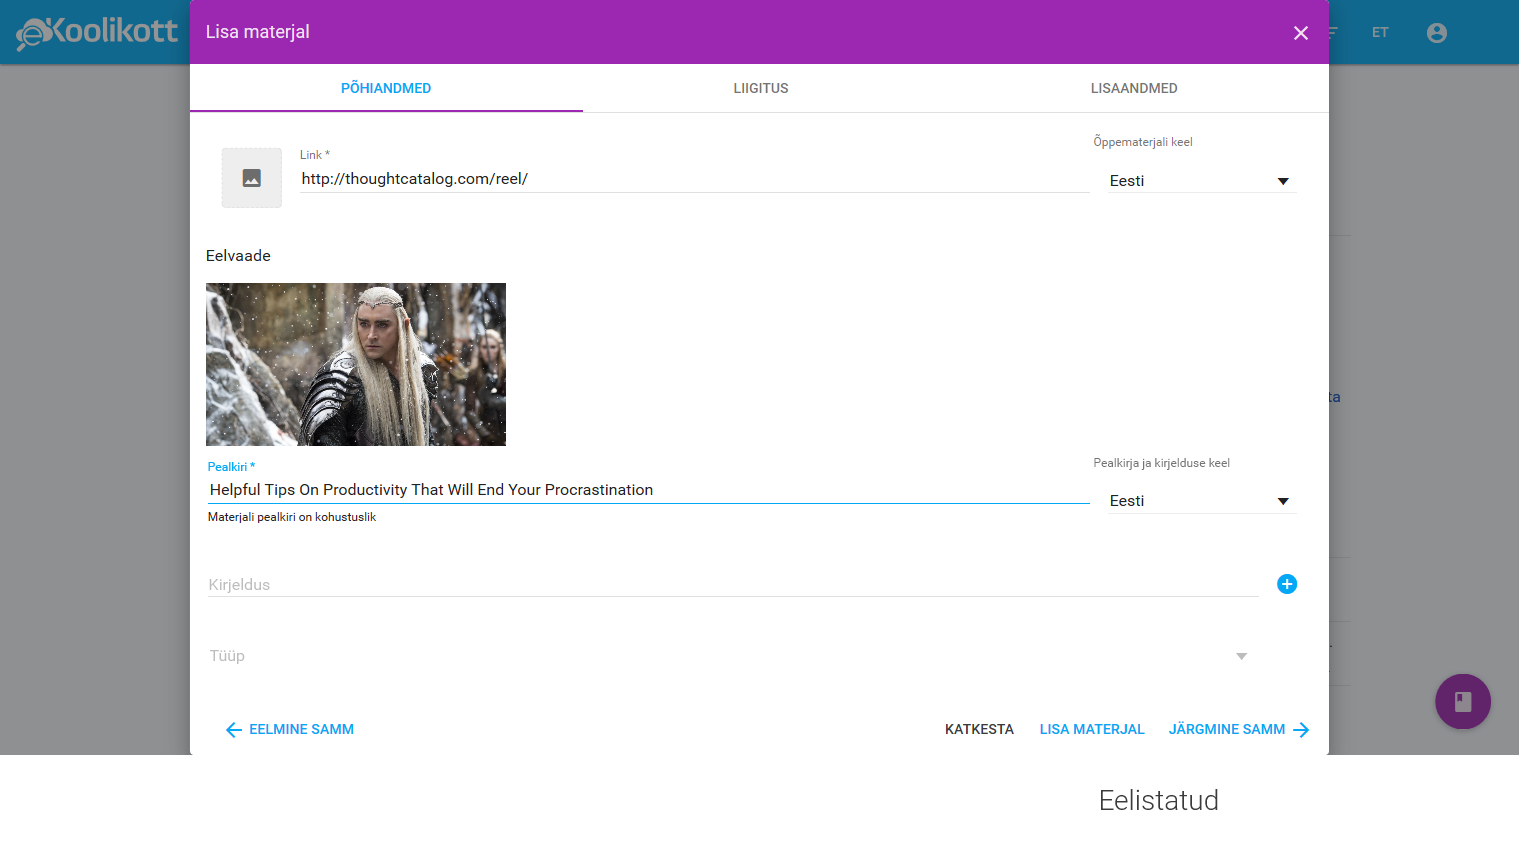 eKoolikott
Lisa materjal
ET
PÕHIANDMED
LIIGITUS
LISAANDMED
Link *
Õppematerjali keel
http://thoughtcatalog.com/reel/
Eesti
Eelvaade
ta
Pealkiri *
Pealkirja ja kirjelduse keel
Helpful Tips On Productivity That Will End Your Procrastination
Eesti
Materjali pealkiri on kohustuslik
Kirjeldus
Tüüp
EELMINE SAMM
KATKESTA
LISA MATERJAL
JÄRGMINE SAMM
Eelistatud